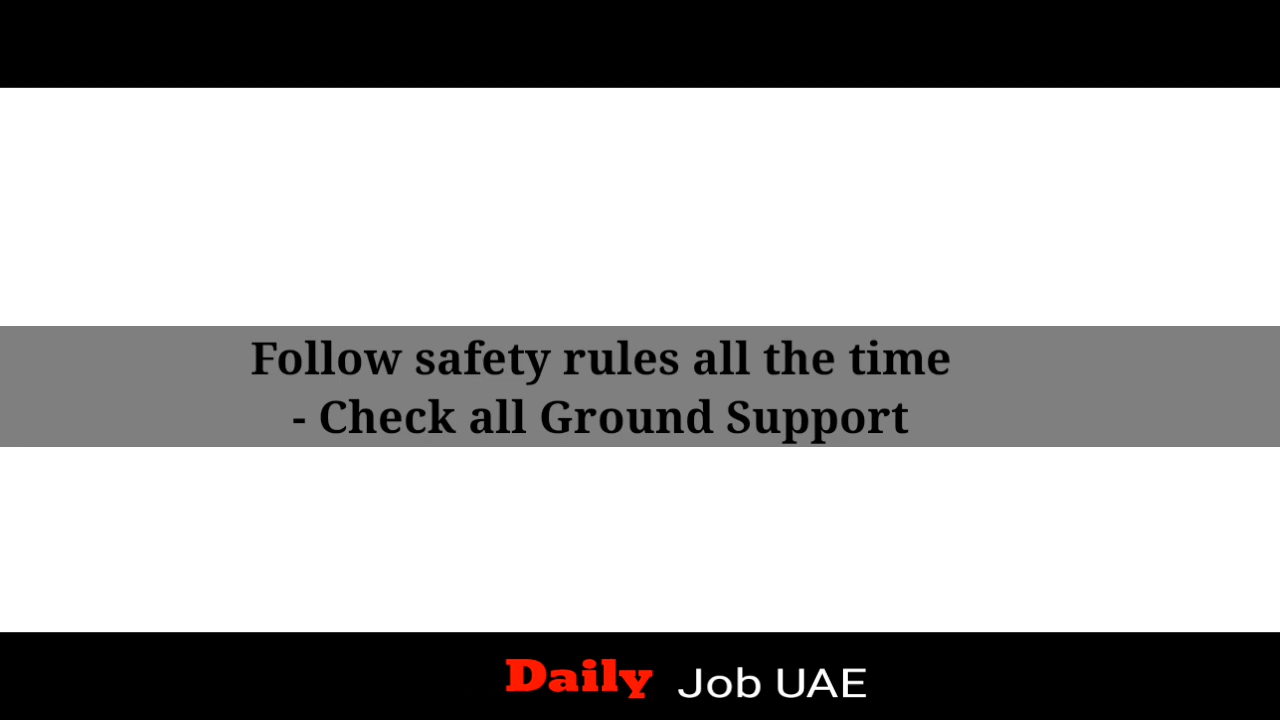 Follow safety rules all the time
- Check all Ground Support
Daily Job UAE